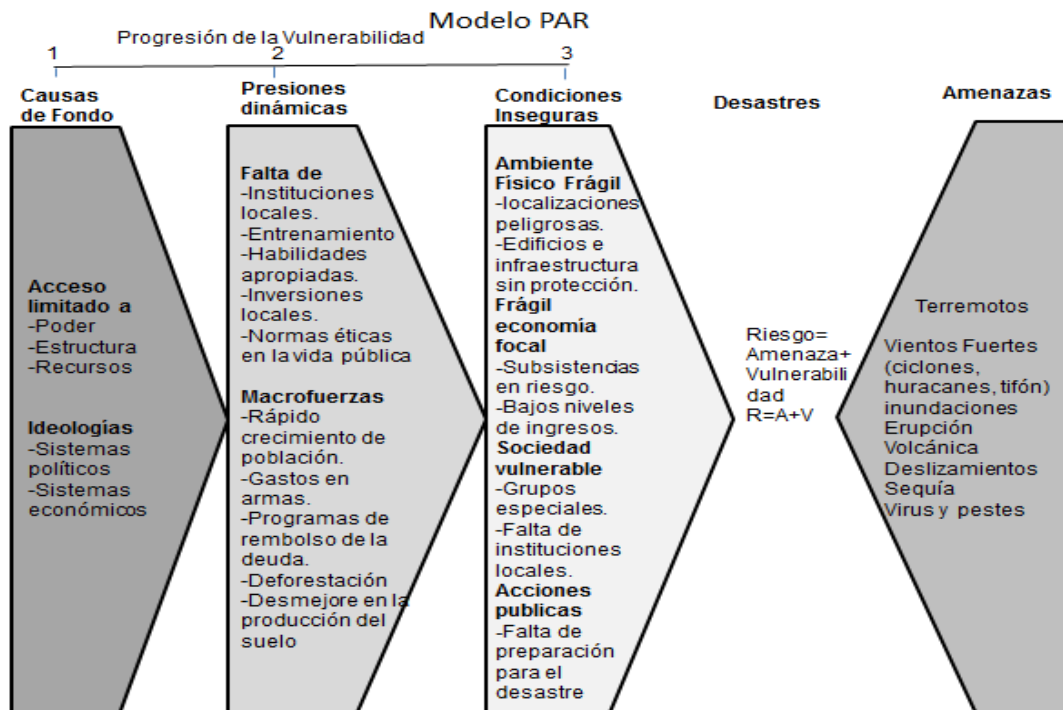 Modelo PAR
Progresión de la Vulnerabilidad
1
2
3
Causas
de Fondo
Acceso
limitado a
-Poder
-Estructura
-Recursos
Ideologías
-Sistemas
políticos
-Sistemas
económicos
Presiones
dinámicas
Falta de
-Instituciones
locales.
-Entrenamiento
-Habilidades
apropiadas.
-Inversiones
locales.
-Normas éticas
en la vida pública
Macrofuerzas
-Rápido
crecimiento de
población.
-Gastos en
armas.
-Programas de
rembolso de la
deuda.
-Deforestación
-Desmejore en la
producción del
suelo
Condiciones
Inseguras
Ambiente
Físico Frágil
-localizaciones
peligrosas.
-Edificios e
infraestructura
sin protección.
Frágil
economía
focal
-Subsistencias
en riesgo.
-Bajos niveles
de ingresos.
Sociedad
vulnerable
-Grupos
especiales.
-Falta de
instituciones
locales.
Acciones
publicas
-Falta de
preparación
para el
desastre
Desastres
Riesgo=
Amenaza+
Vulnerabili
dad
R=A+V
Amenazas
Terremotos
Vientos Fuertes
(ciclones,
huracanes, tifón)
inundaciones
Erupción
Volcánica
Deslizamientos
Sequía
Virus y pestes